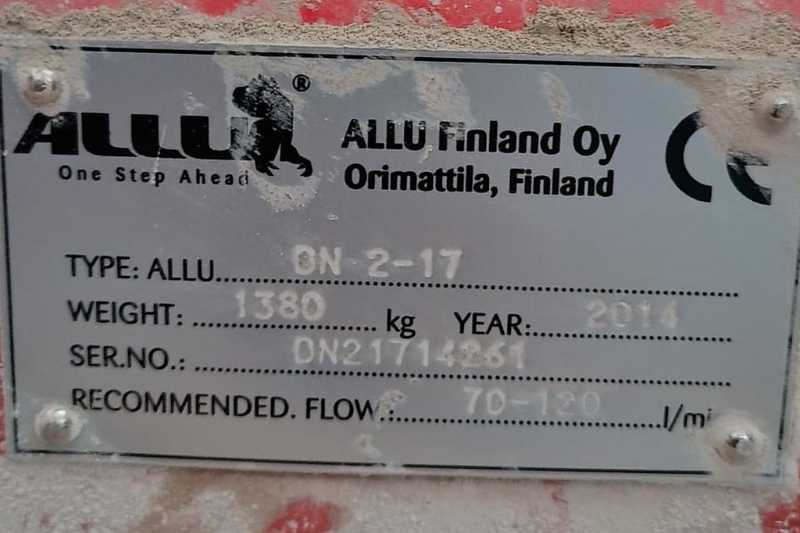 ALLU®
One Step Ahead
ALLU Finland Oy
Orimattila, Finland
CE
TYPE: ALLU.......DN 2-17
WEIGHT: 1380 kg YEAR: 2014
SER.NO.: DN21714261
RECOMMENDED. FLOW.: 70-120 l/mi